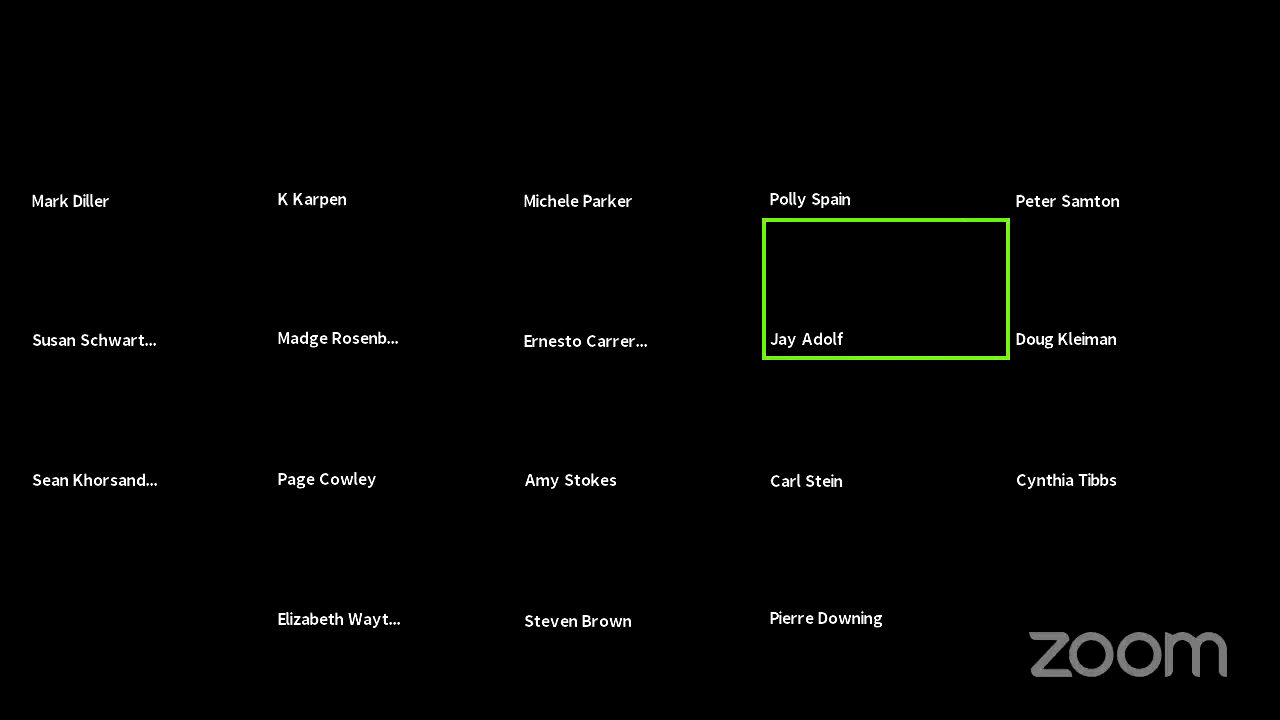 Mark Diller
K Karpen
Michele Parker
Polly Spain
Peter Samton
Susan Schwart...
Madge Rosenb...
Ernesto Carrer...
Jay Adolf
Doug Kleiman
Sean Khorsand...
Page Cowley
Amy Stokes
Carl Stein
Cynthia Tibbs
Elizabeth Wayt...
Steven Brown
Pierre Downing
zoom